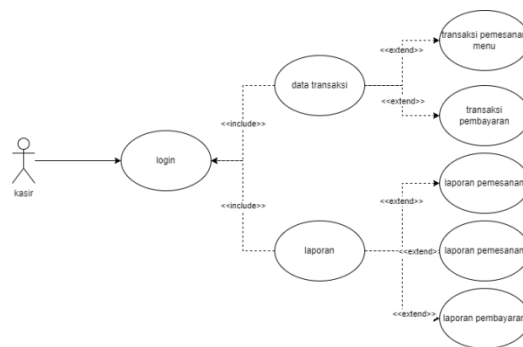 transaksi pemesanan
menu
<<extend>>
data transaksi
<<extend>>
transaksi
pembayaran
<<include>>
login
kasir
laporan pemesanan
<<extend>>
<<include>>
laporan
<<extend>>
laporan pemesanan
<<extend>>
laporan pembayaran